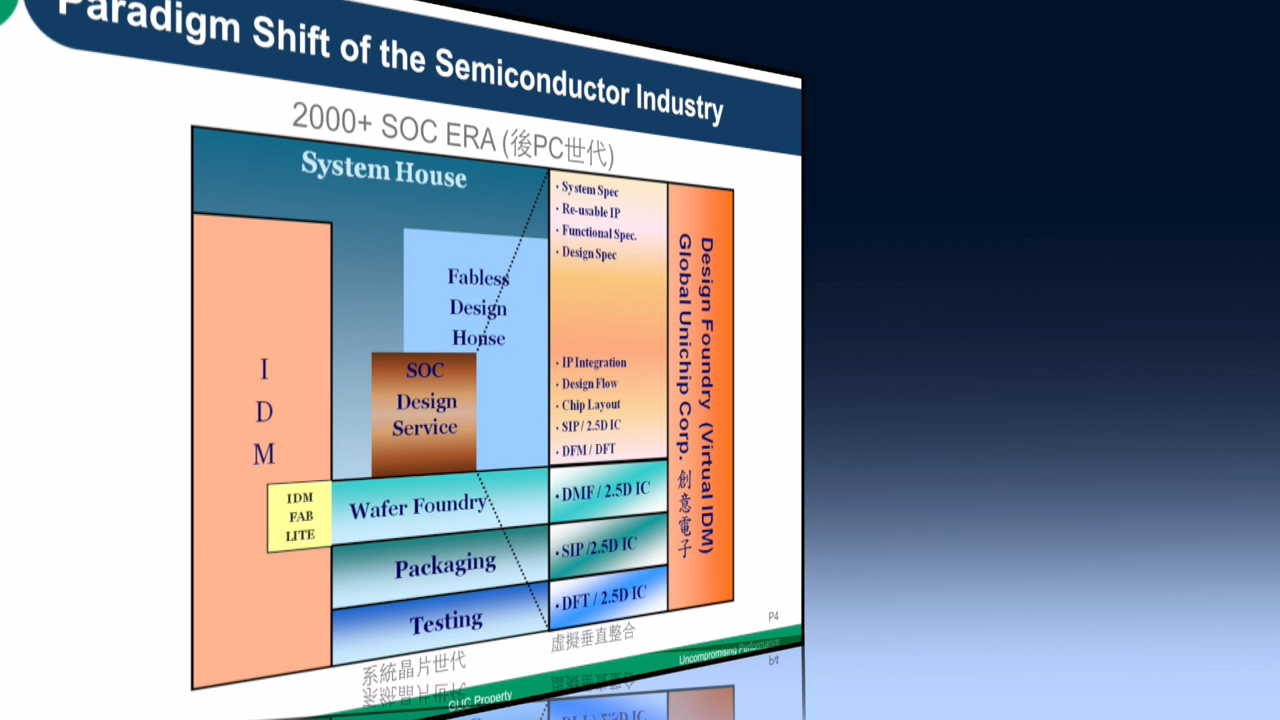 Paradigm Shift of the Semiconductor Industry
2000+ SOC ERA (後PC世代)
System House
I
D
M
IDM
FAB
LITE
Fabless
Design
House
SOC
Design
Service
Wafer Foundry
Packaging
Testing
· System Spec
· Re-usable IP
· Functional Spec.
· Design Spec
· IP Integration
· Design Flow
· Chip Layout
· SIP / 2.5D IC
· DFM / DFT
· DMF / 2.5D IC
· SIP /2.5D IC
· DFT / 2.5D IC
Design Foundry (Virtual IDM)
Global Unichip Corp. 創意電子
系統晶片世代
虛擬垂直整合
P4
GUC Property
Uncompromising Performance